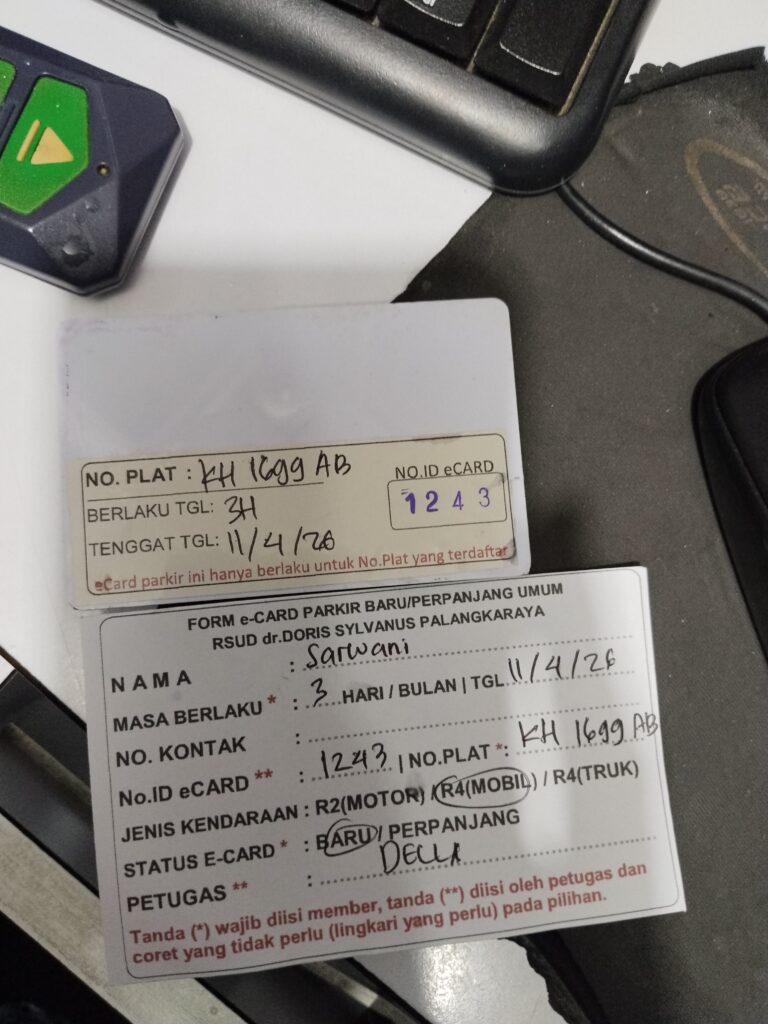 NO. PLAT : KH 1699 AB
NO.ID eCARD
BERLAKU TGL: 3H
1243
TENGGAT TGL: 11/4/26
eCard parkir ini hanya berlaku untuk No.Plat yang terdaftar
FORM e-CARD PARKIR BARU/PERPANJANG UMUM
RSUD dr.DORIS SYLVANUS PALANGKARAYA
NAMA : Sarwani
MASA BERLAKU * : 3 HARI / BULAN | TGL 11/4/26
NO. KONTAK :
No.ID eCARD ** : 1243 | NO.PLAT *: KH 1699 AB
JENIS KENDARAAN : R2(MOTOR) / R4(MOBIL) / R4(TRUK)
STATUS E-CARD * : BARU / PERPANJANG
PETUGAS ** : DELLA
Tanda (*) wajib diisi member, tanda (**) diisi oleh petugas dan
coret yang tidak perlu (lingkari yang perlu) pada pilihan.